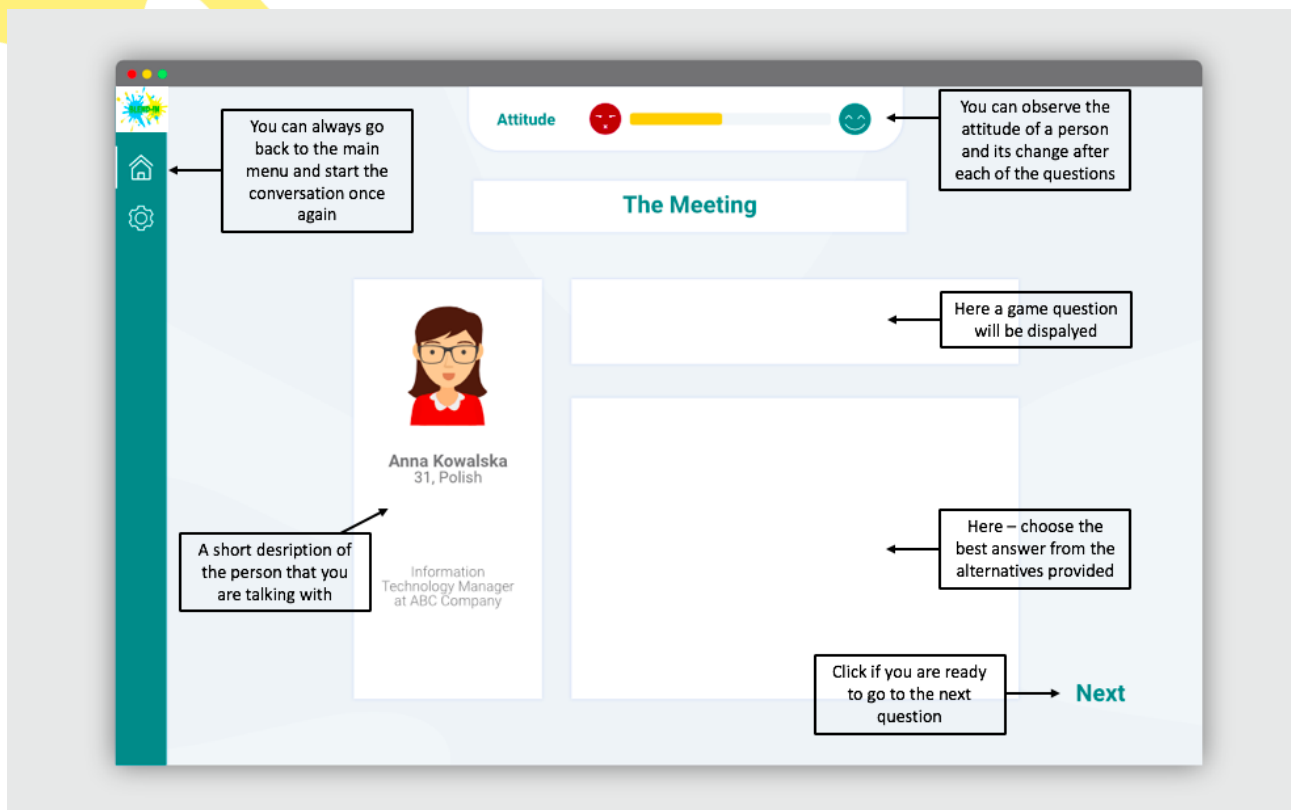 BLEND-IN
You can always go
back to the main
menu and start the
conversation once
again
Attitude
You can observe the
attitude of a person
and its change after
each of the questions
The Meeting
Here a game question
will be dispalyed
Anna Kowalska
31, Polish
Information
Technology Manager
at ABC Company
A short desription of
the person that you
are talking with
Here – choose the
best answer from the
alternatives provided
Click if you are ready
to go to the next
question
Next